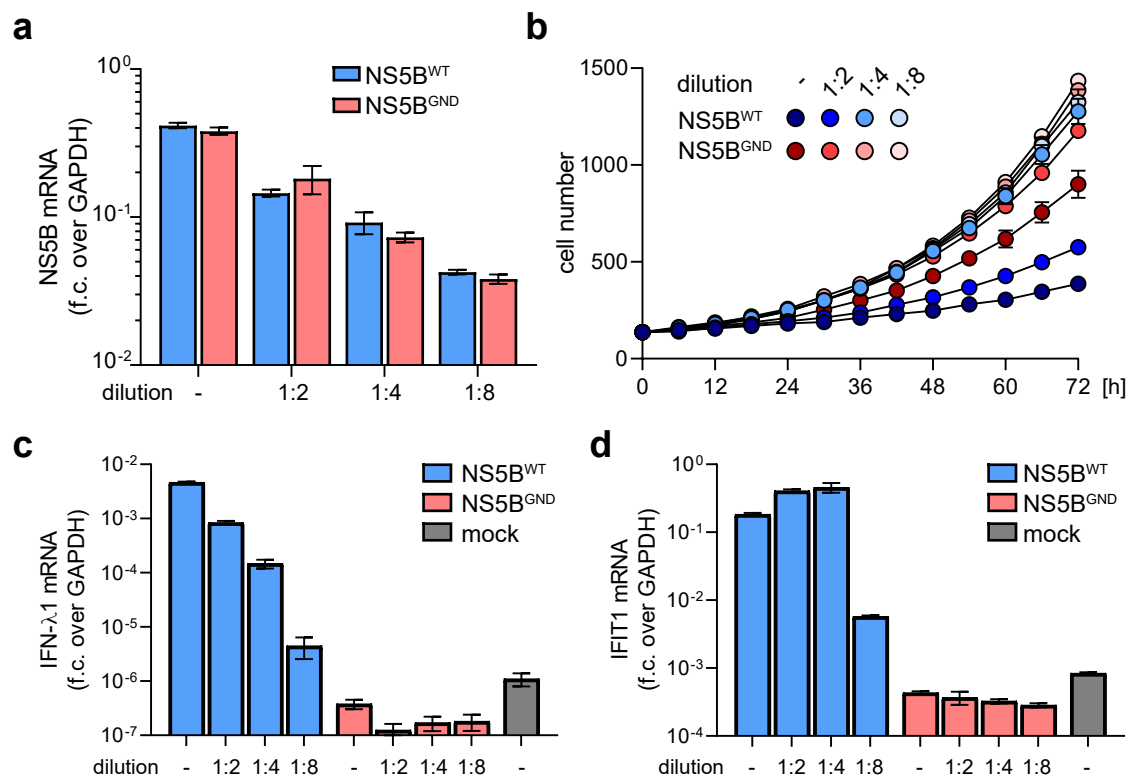 a
NS5B mRNA
(f.c. over GAPDH)
10⁰
10⁻¹
10⁻²
NS5B^WT
NS5B^GND
dilution - 1:2 1:4 1:8
b
cell number
1500
1000
500
0
dilution - 1:2 1:4 1:8
NS5B^WT
NS5B^GND
0 12 24 36 48 60 72 [h]
c
IFN-λ1 mRNA
(f.c. over GAPDH)
10⁻²
10⁻³
10⁻⁴
10⁻⁵
10⁻⁶
10⁻⁷
NS5B^WT
NS5B^GND
mock
dilution - 1:2 1:4 1:8 - 1:2 1:4 1:8 -
d
IFIT1 mRNA
(f.c. over GAPDH)
10⁰
10⁻¹
10⁻²
10⁻³
10⁻⁴
NS5B^WT
NS5B^GND
mock
dilution - 1:2 1:4 1:8 - 1:2 1:4 1:8 -